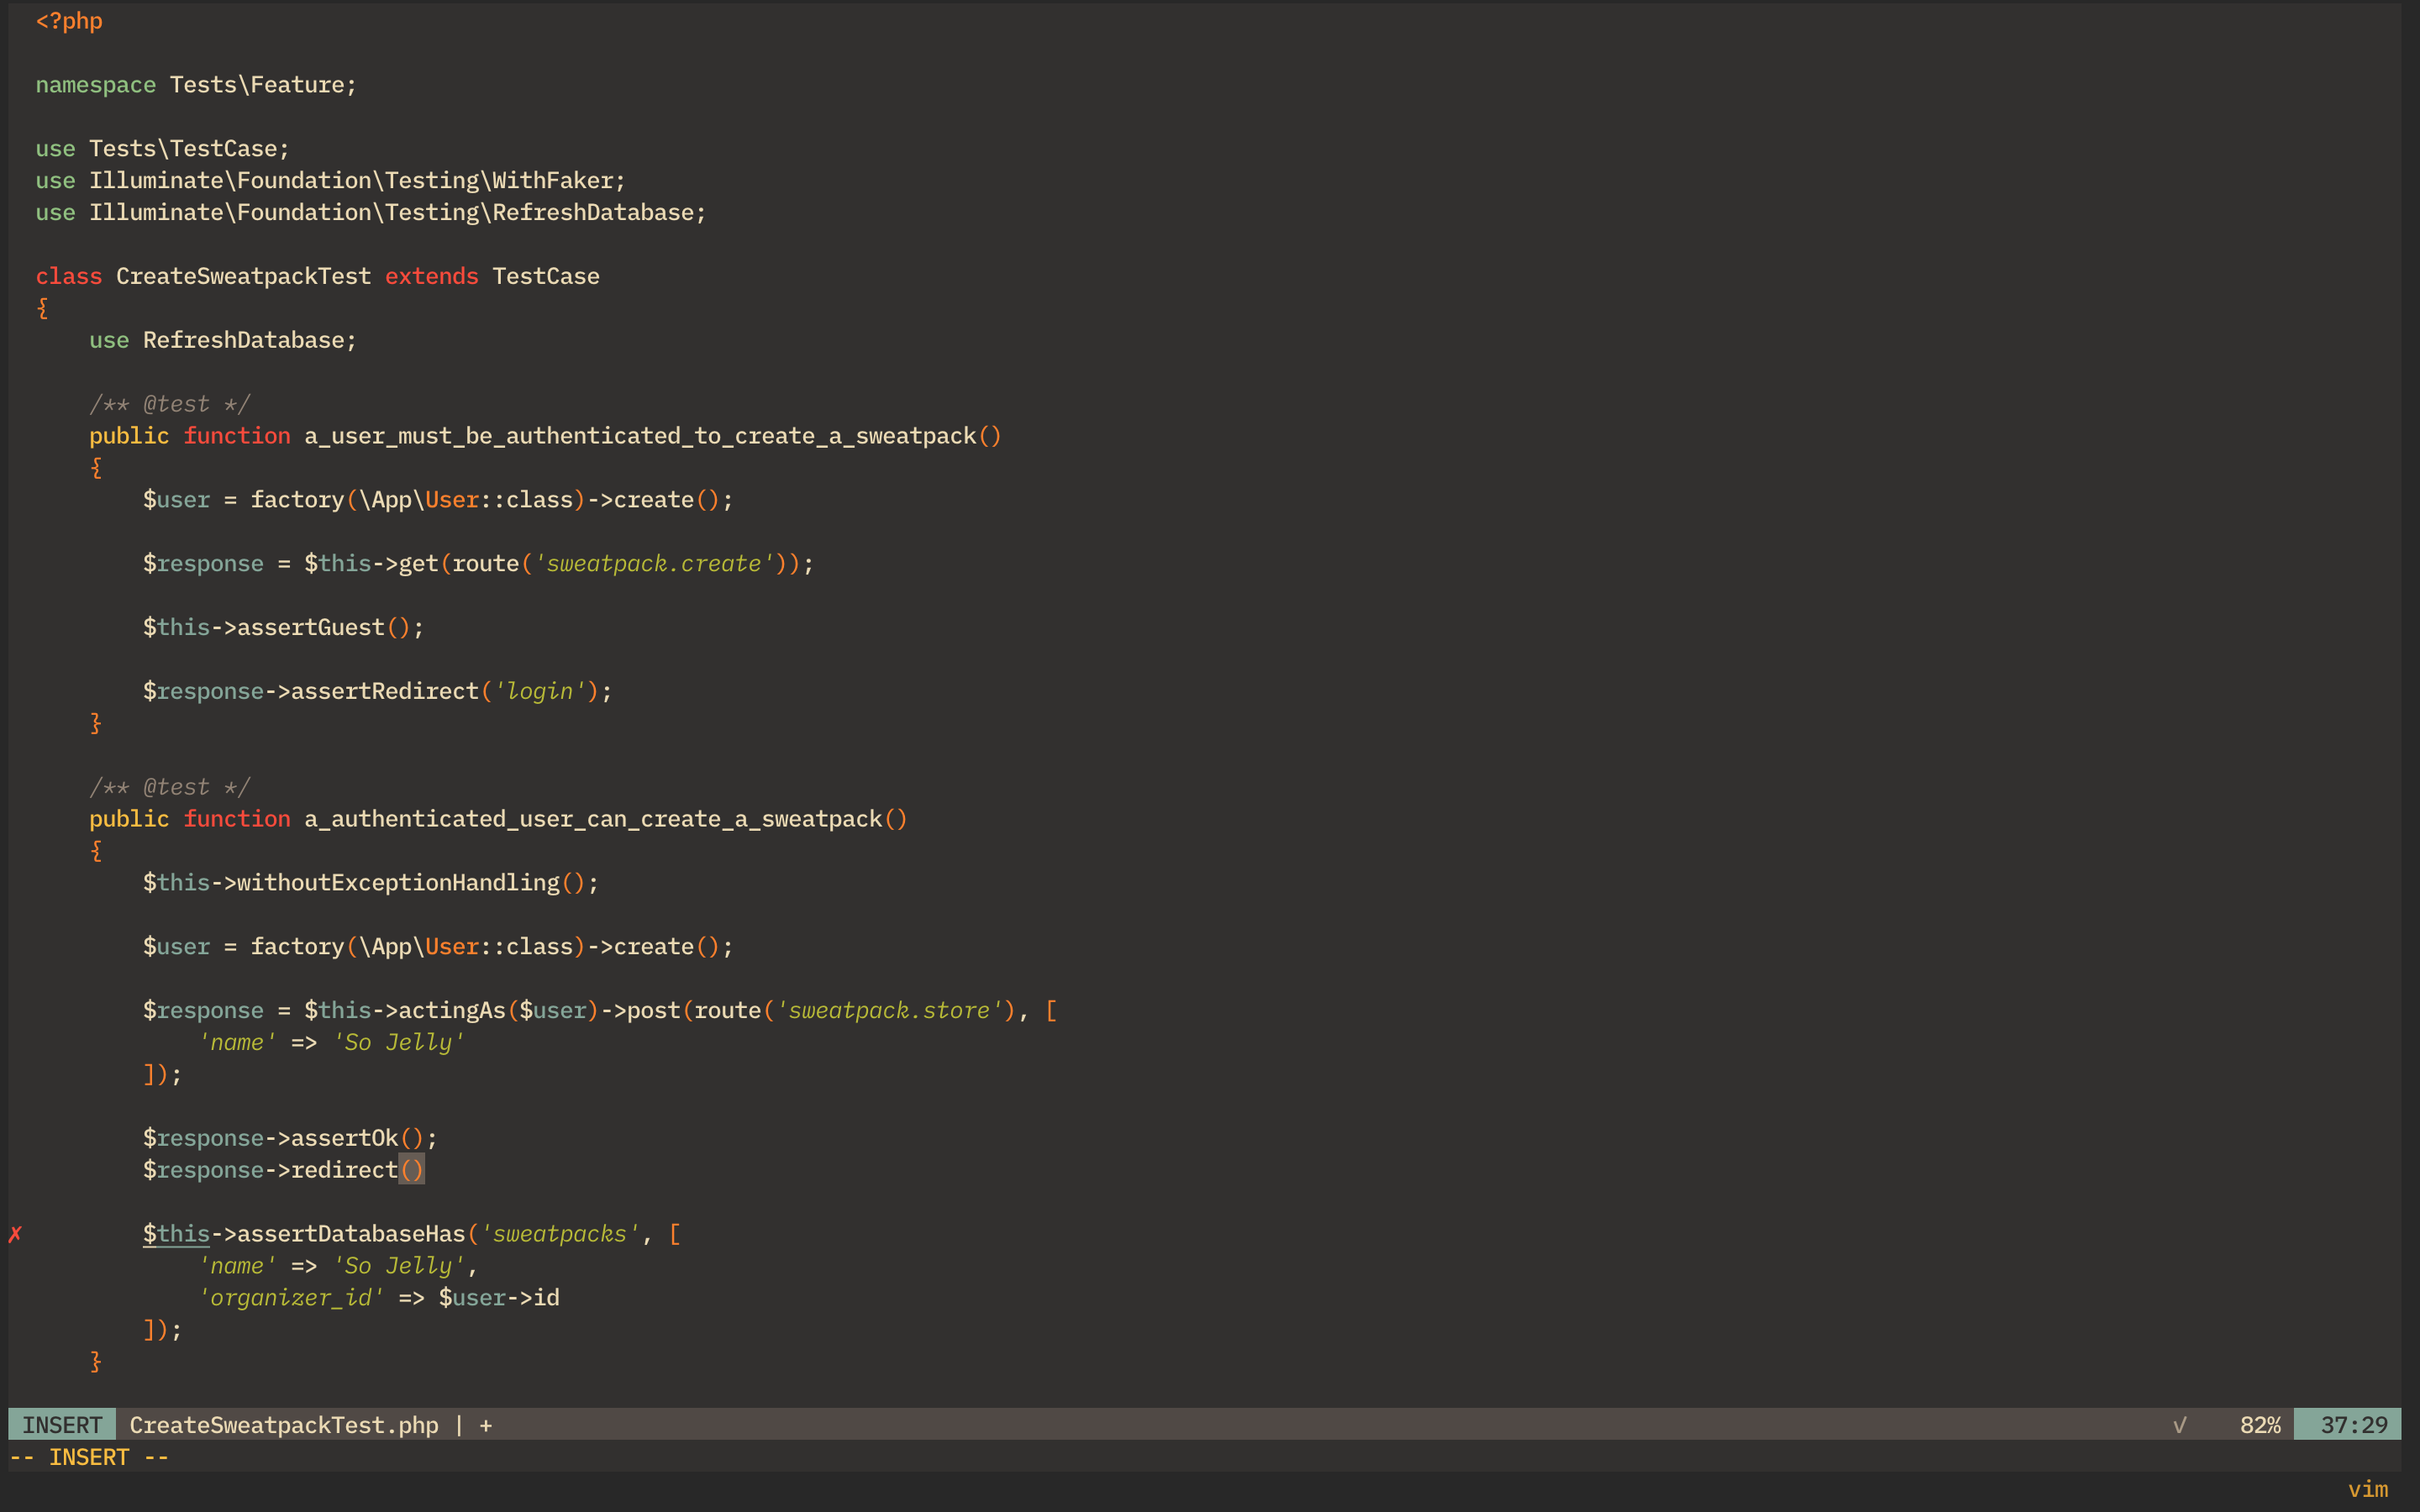 <?php
namespace Tests\Feature;
use Tests\TestCase;
use Illuminate\Foundation\Testing\WithFaker;
use Illuminate\Foundation\Testing\RefreshDatabase;
class CreateSweatpackTest extends TestCase
{
    use RefreshDatabase;
    /** @test */
    public function a_user_must_be_authenticated_to_create_a_sweatpack()
    {
        $user = factory(\App\User::class)->create();
        $response = $this->get(route('sweatpack.create'));
        $this->assertGuest();
        $response->assertRedirect('login');
    }
    /** @test */
    public function a_authenticated_user_can_create_a_sweatpack()
    {
        $this->withoutExceptionHandling();
        $user = factory(\App\User::class)->create();
        $response = $this->actingAs($user)->post(route('sweatpack.store'), [
            'name' => 'So Jelly'
        ]);
        $response->assertOk();
        $response->redirect()
✗        $this->assertDatabaseHas('sweatpacks', [
            'name' => 'So Jelly',
            'organizer_id' => $user->id
        ]);
    }
INSERT CreateSweatpackTest.php | + √ 82% 37:29
-- INSERT --
vim